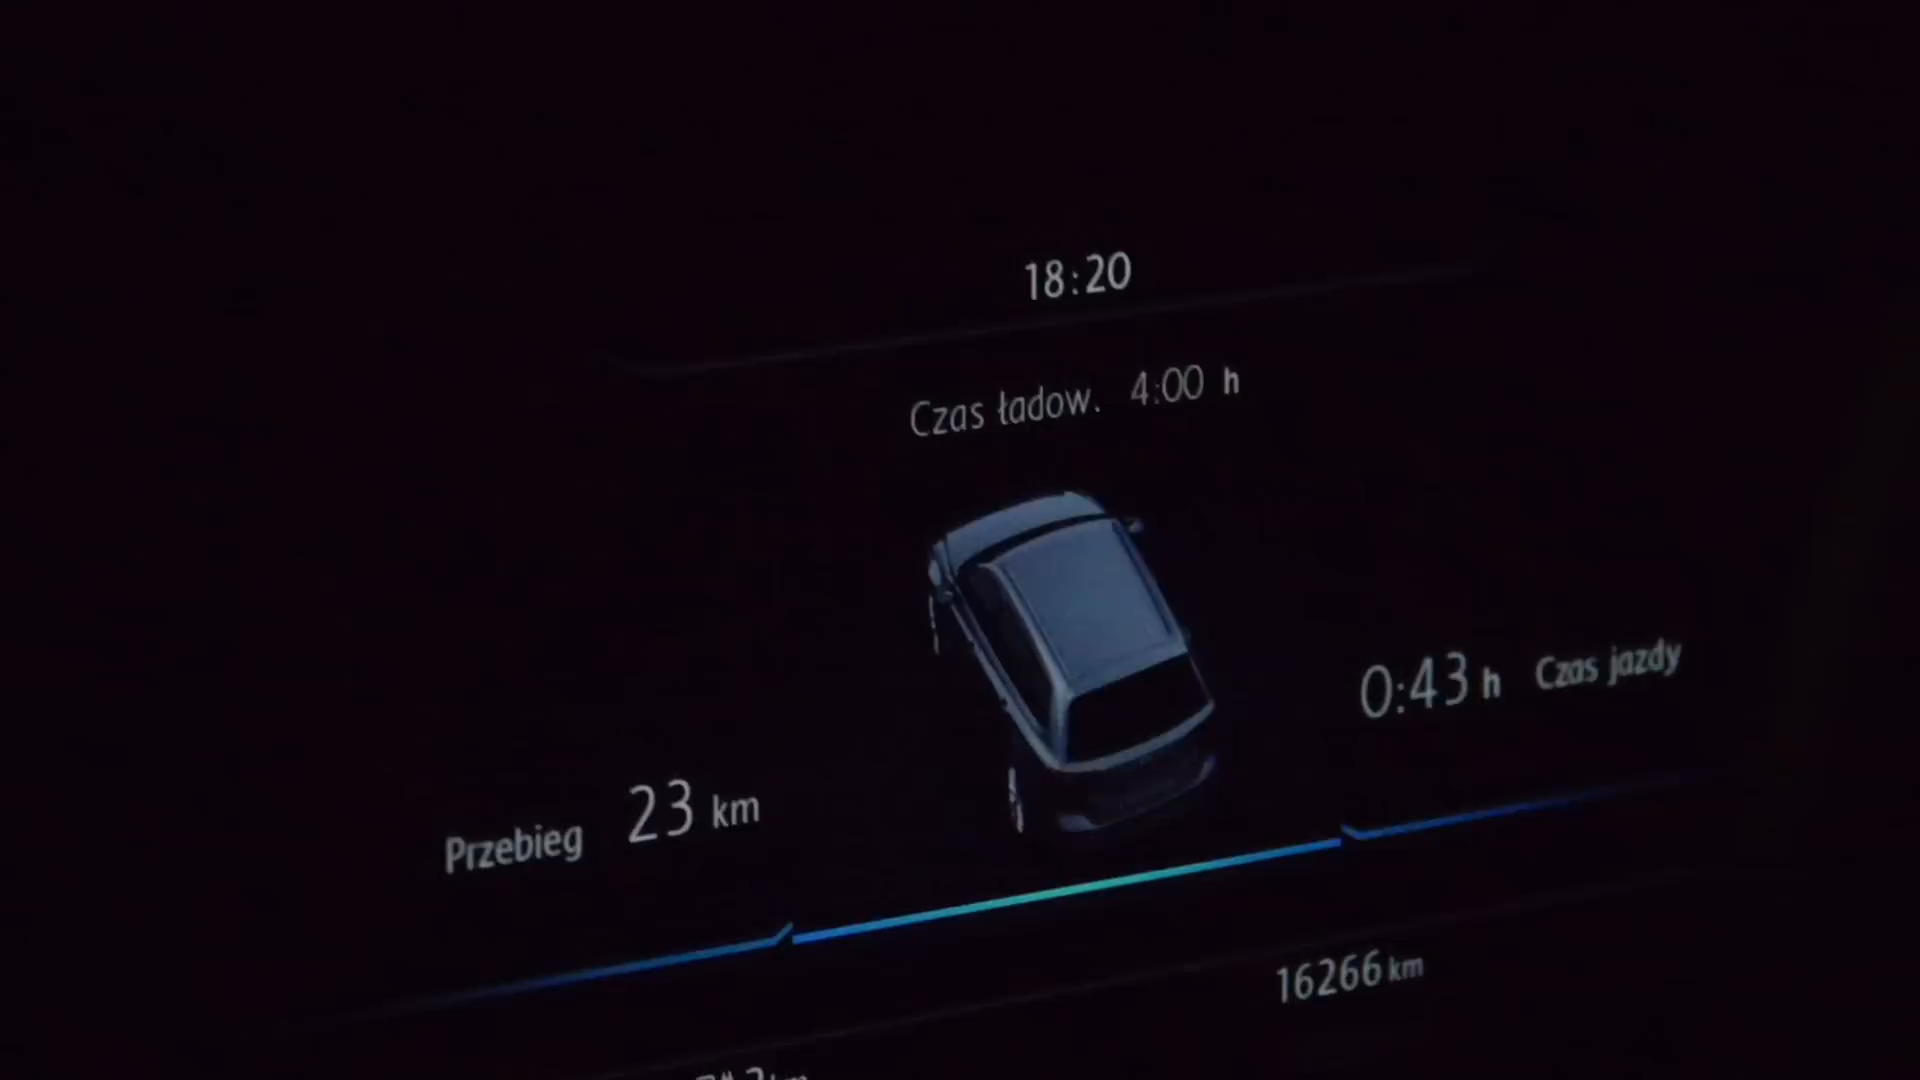 18:20
Czas ładow. 4:00 h
0:43 h Czas jazdy
Przebieg 23 km
16266 km